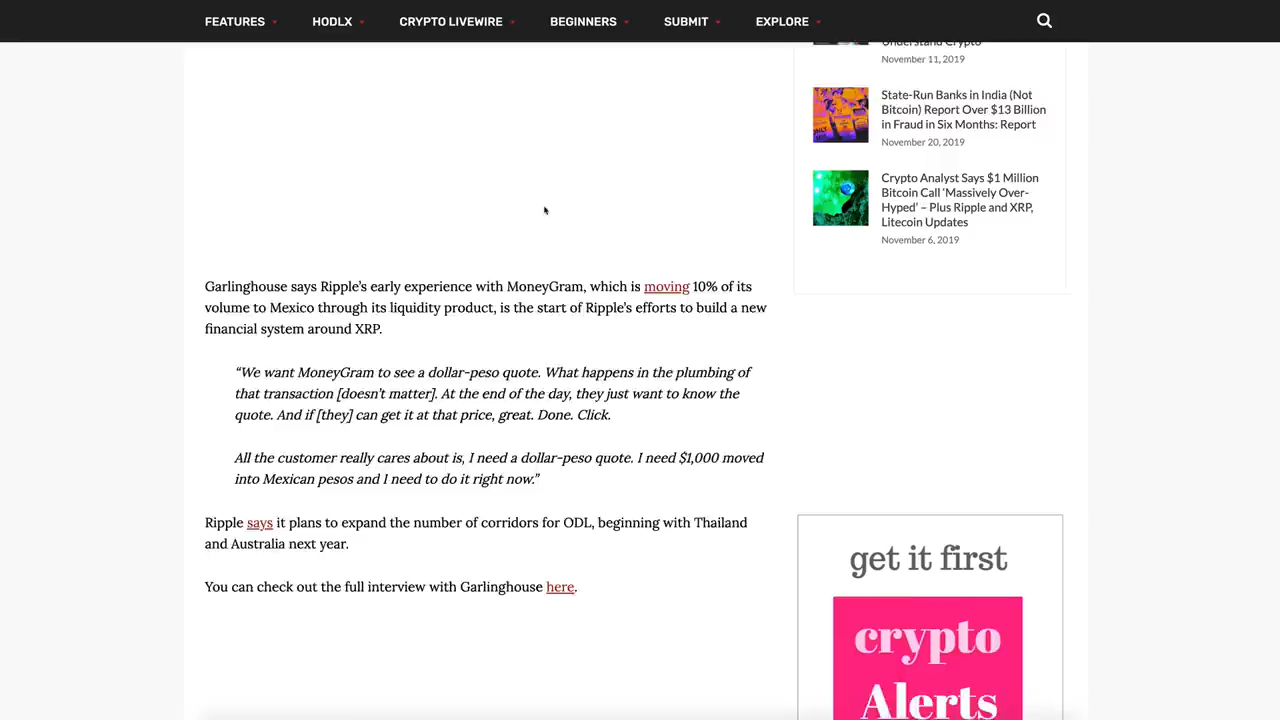 FEATURES HODLX CRYPTO LIVEWIRE BEGINNERS SUBMIT EXPLORE
Garlinghouse says Ripple’s early experience with MoneyGram, which is moving 10% of its
volume to Mexico through its liquidity product, is the start of Ripple’s efforts to build a new
financial system around XRP.
“We want MoneyGram to see a dollar-peso quote. What happens in the plumbing of
that transaction [doesn’t matter]. At the end of the day, they just want to know the
quote. And if [they] can get it at that price, great. Done. Click.
All the customer really cares about is, I need a dollar-peso quote. I need $1,000 moved
into Mexican pesos and I need to do it right now.”
Ripple says it plans to expand the number of corridors for ODL, beginning with Thailand
and Australia next year.
You can check out the full interview with Garlinghouse here.
Understand Crypto
November 11, 2019
State-Run Banks in India (Not
Bitcoin) Report Over $13 Billion
in Fraud in Six Months: Report
November 20, 2019
Crypto Analyst Says $1 Million
Bitcoin Call ‘Massively Over-
Hyped’ – Plus Ripple and XRP,
Litecoin Updates
November 6, 2019
get it first
crypto
Alerts